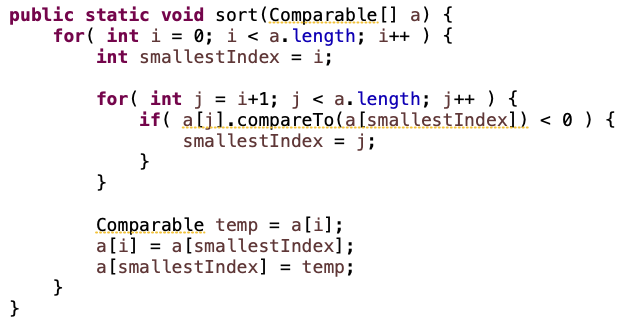 public static void sort(Comparable[] a) {
    for( int i = 0; i < a.length; i++ ) {
        int smallestIndex = i;

        for( int j = i+1; j < a.length; j++ ) {
            if( a[j].compareTo(a[smallestIndex]) < 0 ) {
                smallestIndex = j;
            }
        }

        Comparable temp = a[i];
        a[i] = a[smallestIndex];
        a[smallestIndex] = temp;
    }
}